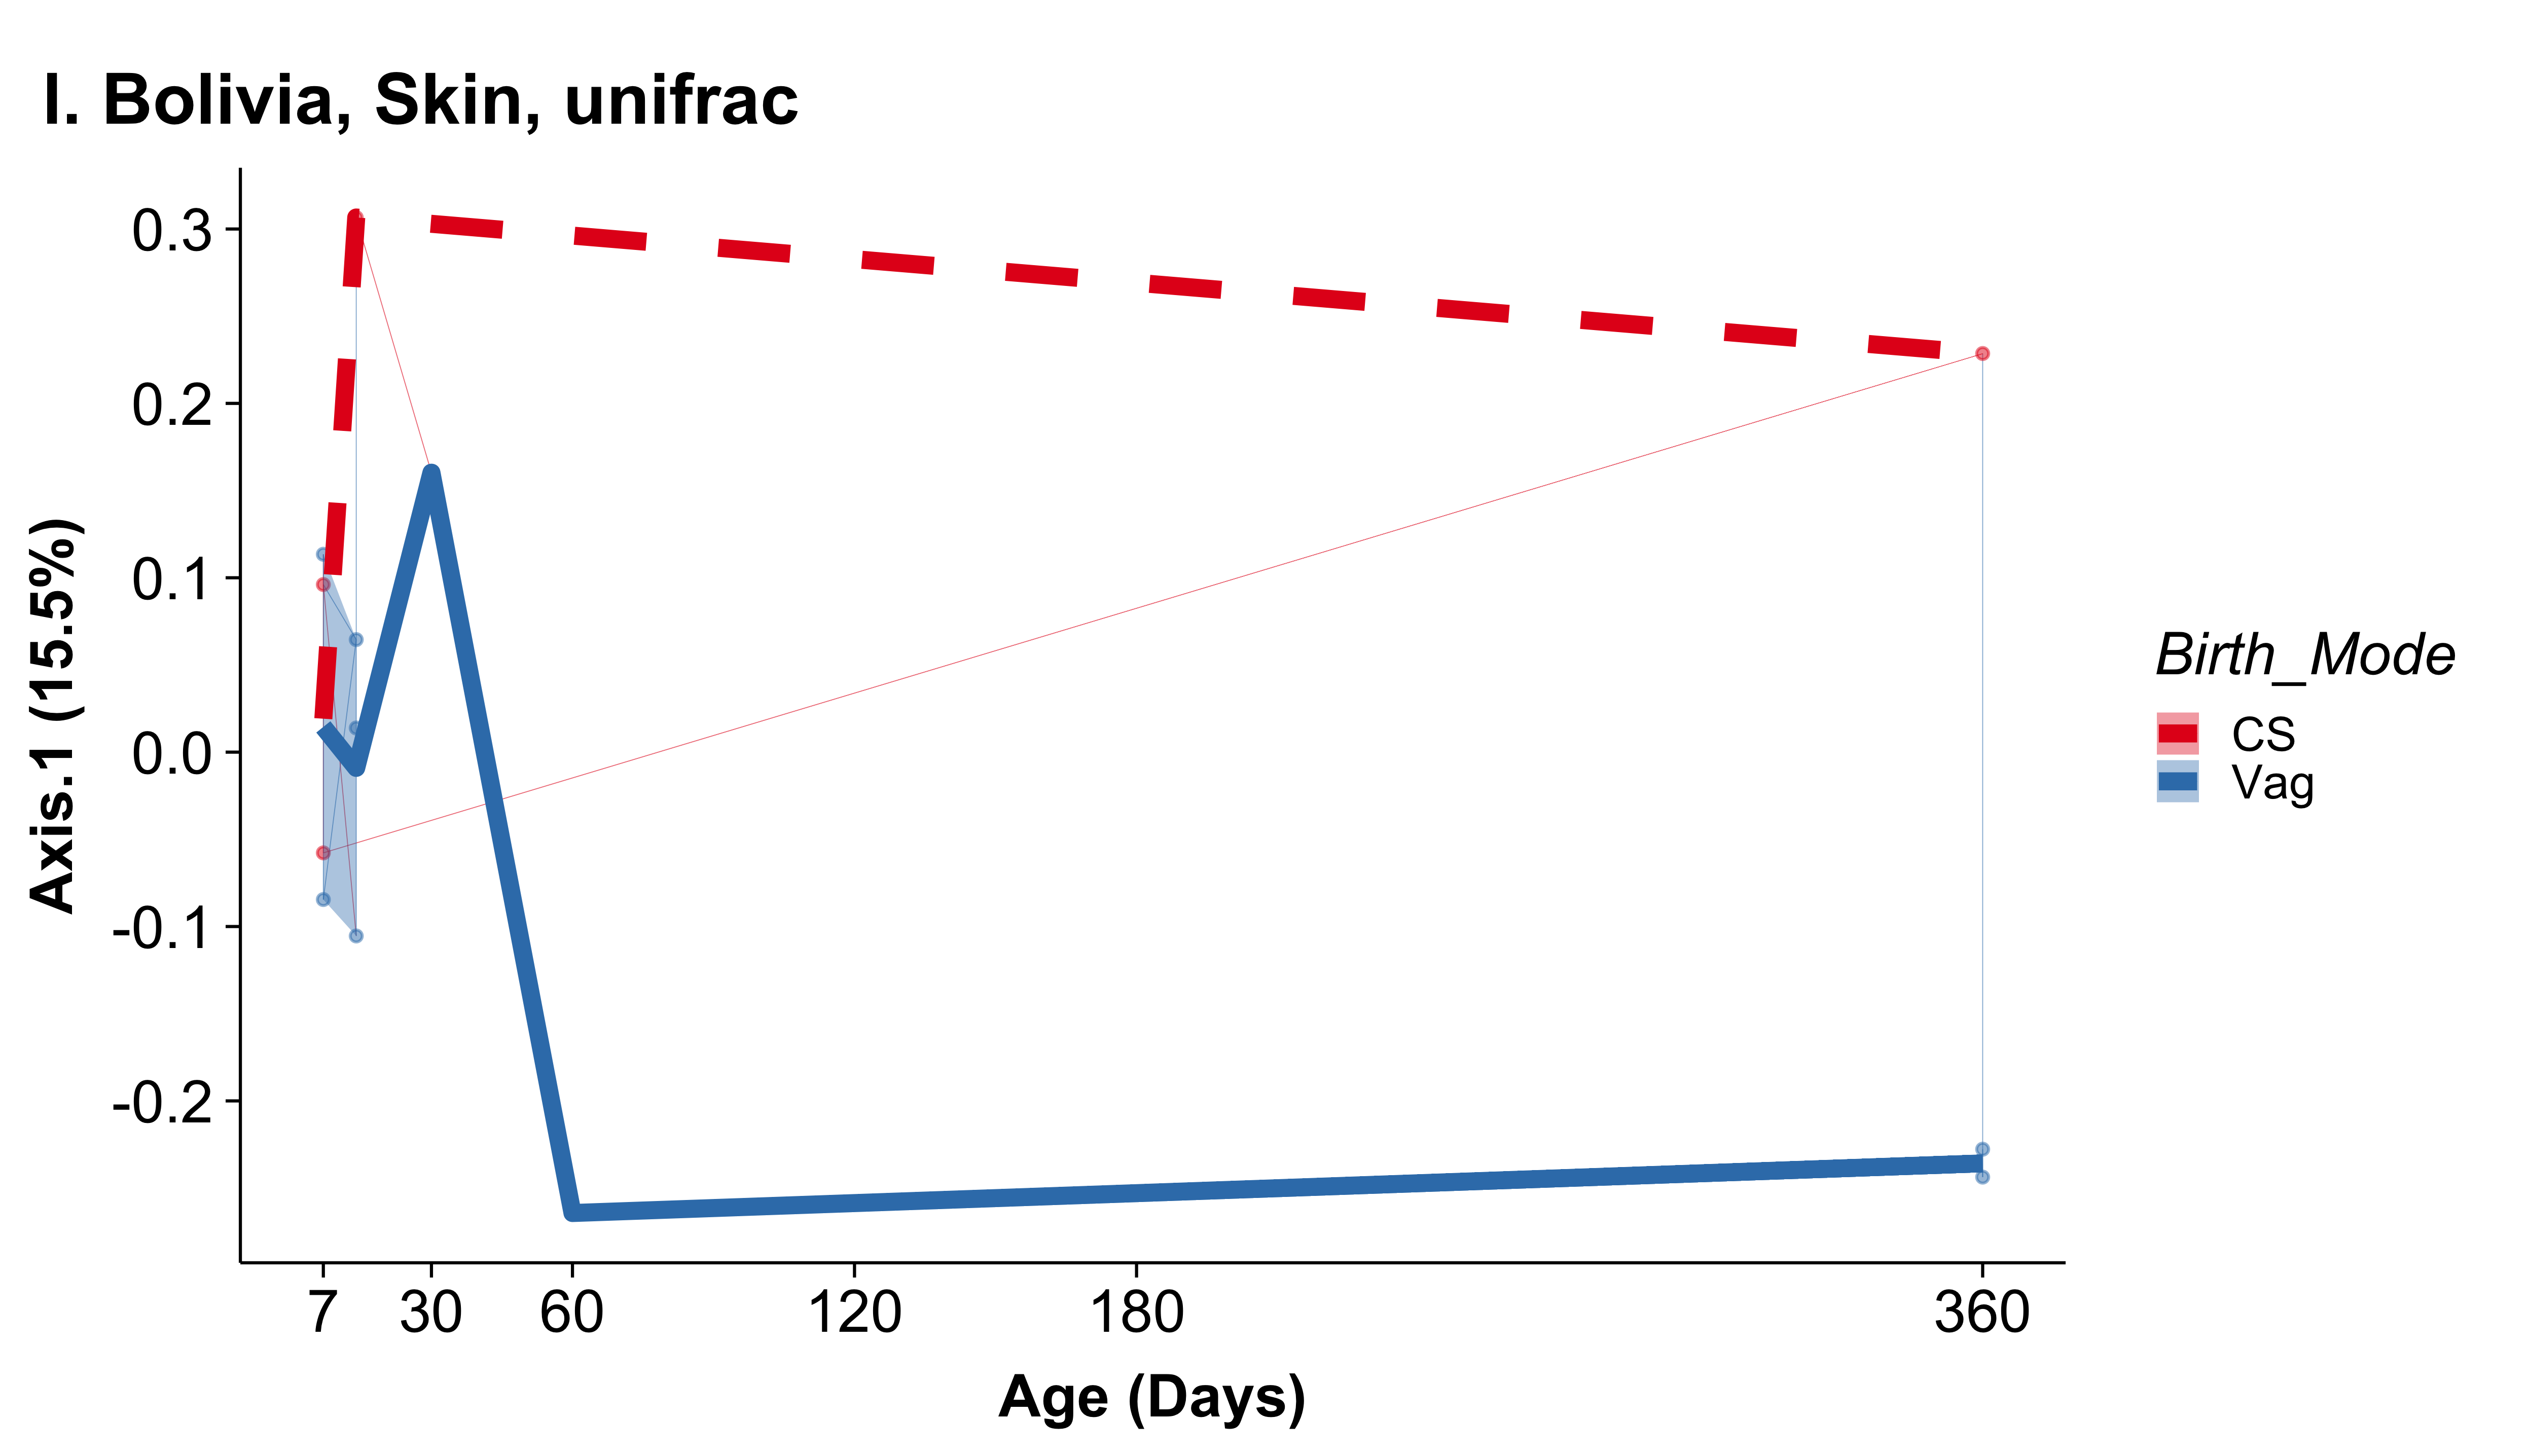 I. Bolivia, Skin, unifrac
0.3
0.2
0.1
0.0
-0.1
-0.2
Axis.1 (15.5%)
7 30 60 120 180 360
Age (Days)
Birth_Mode
CS
Vag